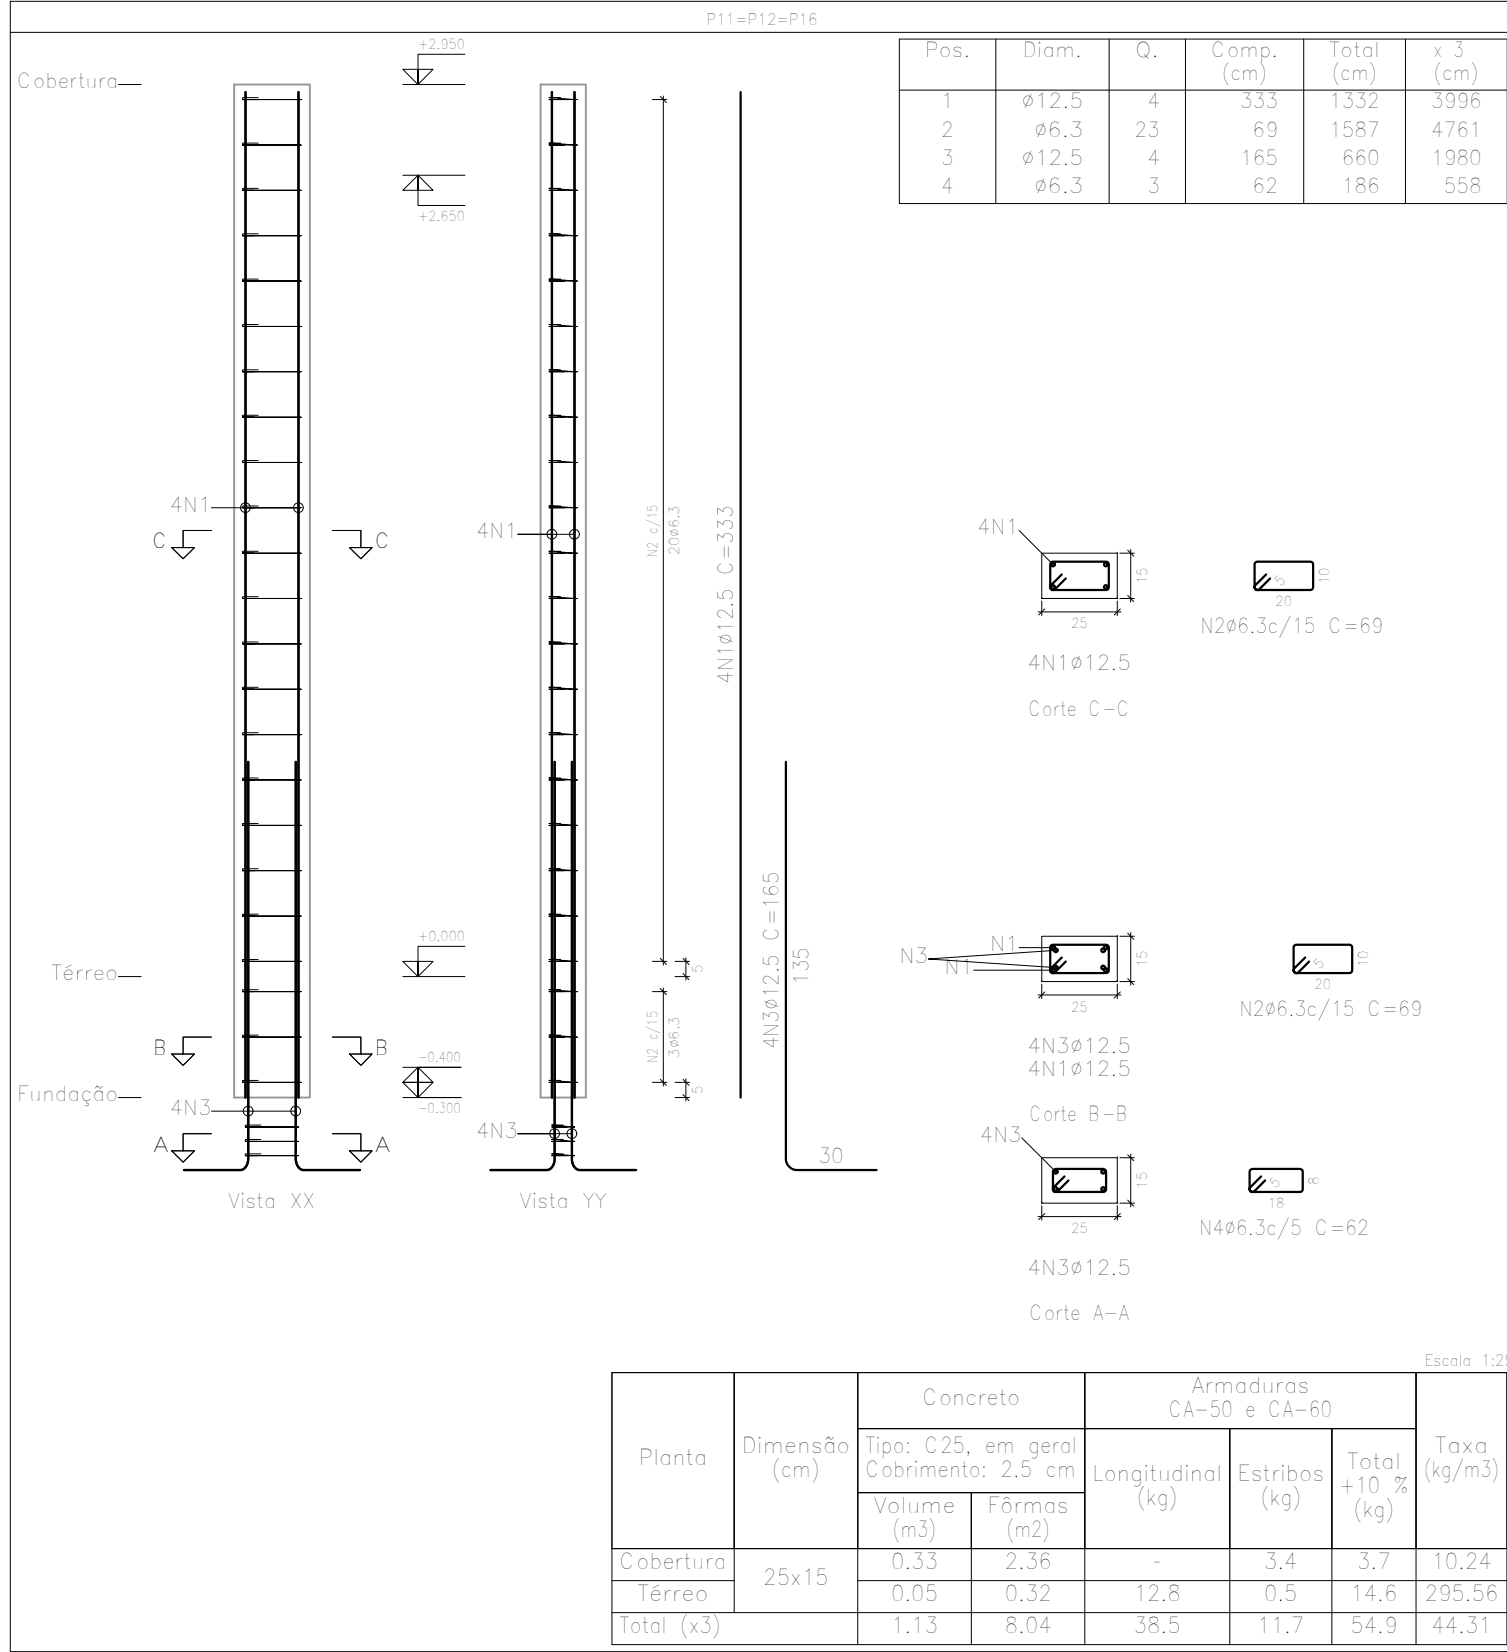 P11=P12=P16
Pos. Diam. Q. Comp. (cm) Total (cm) x 3 (cm)
1 ø12.5 4 333 1332 3996
2 ø6.3 23 69 1587 4761
3 ø12.5 4 165 660 1980
4 ø6.3 3 62 186 558
+2.950
Cobertura
+2.650
4N1
C C
4N1
N2 c/15
20ø6.3
4N1ø12.5 C=333
4N1
15
25
4N1ø12.5
Corte C-C
5
10
20
N2ø6.3c/15 C=69
+0.000
Térreo
5
N2 c/15
3ø6.3
5
B B
-0.400
Fundação
-0.300
4N3
A A
4N3
Vista XX
Vista YY
4N3ø12.5 C=165
135
30
N3
N1
N1
15
25
4N3ø12.5
4N1ø12.5
Corte B-B
5
10
20
N2ø6.3c/15 C=69
4N3
15
25
4N3ø12.5
Corte A-A
5
8
18
N4ø6.3c/5 C=62
Escala 1:25
Planta
Dimensão
(cm)
Concreto
Tipo: C25, em geral
Cobrimento: 2.5 cm
Volume
(m3)
Fôrmas
(m2)
Armaduras
CA-50 e CA-60
Longitudinal
(kg)
Estribos
(kg)
Total
+10 %
(kg)
Taxa
(kg/m3)
Cobertura 25x15 0.33 2.36 - 3.4 3.7 10.24
Térreo 0.05 0.32 12.8 0.5 14.6 295.56
Total (x3) 1.13 8.04 38.5 11.7 54.9 44.31